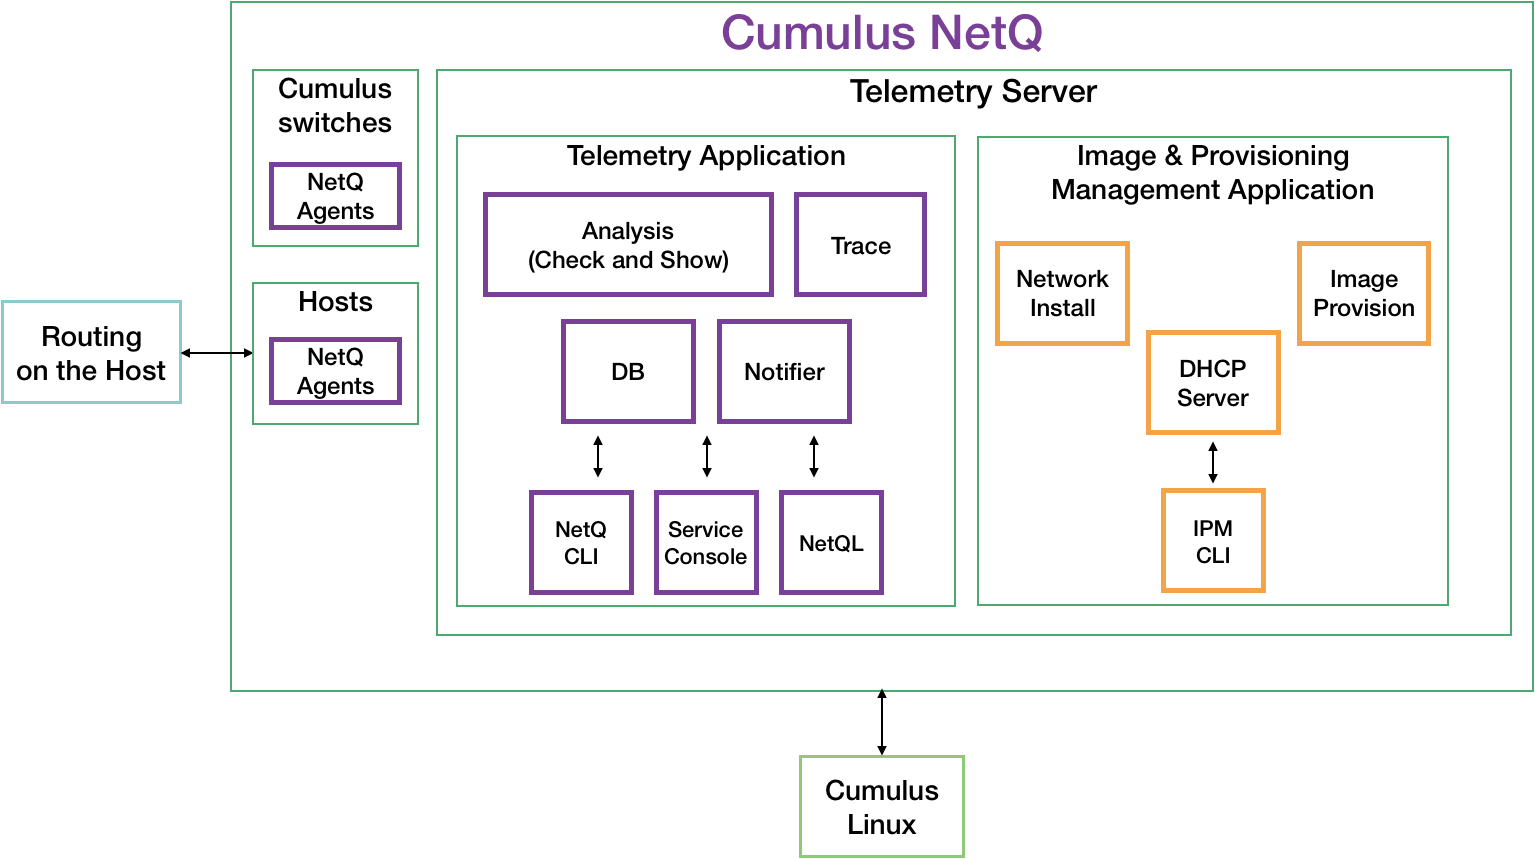 Cumulus NetQ
Cumulus
switches
NetQ
Agents
Hosts
NetQ
Agents
Routing
on the Host
Telemetry Server
Telemetry Application
Analysis
(Check and Show)
Trace
DB
Notifier
NetQ
CLI
Service
Console
NetQL
Image & Provisioning
Management Application
Network
Install
Image
Provision
DHCP
Server
IPM
CLI
Cumulus
Linux